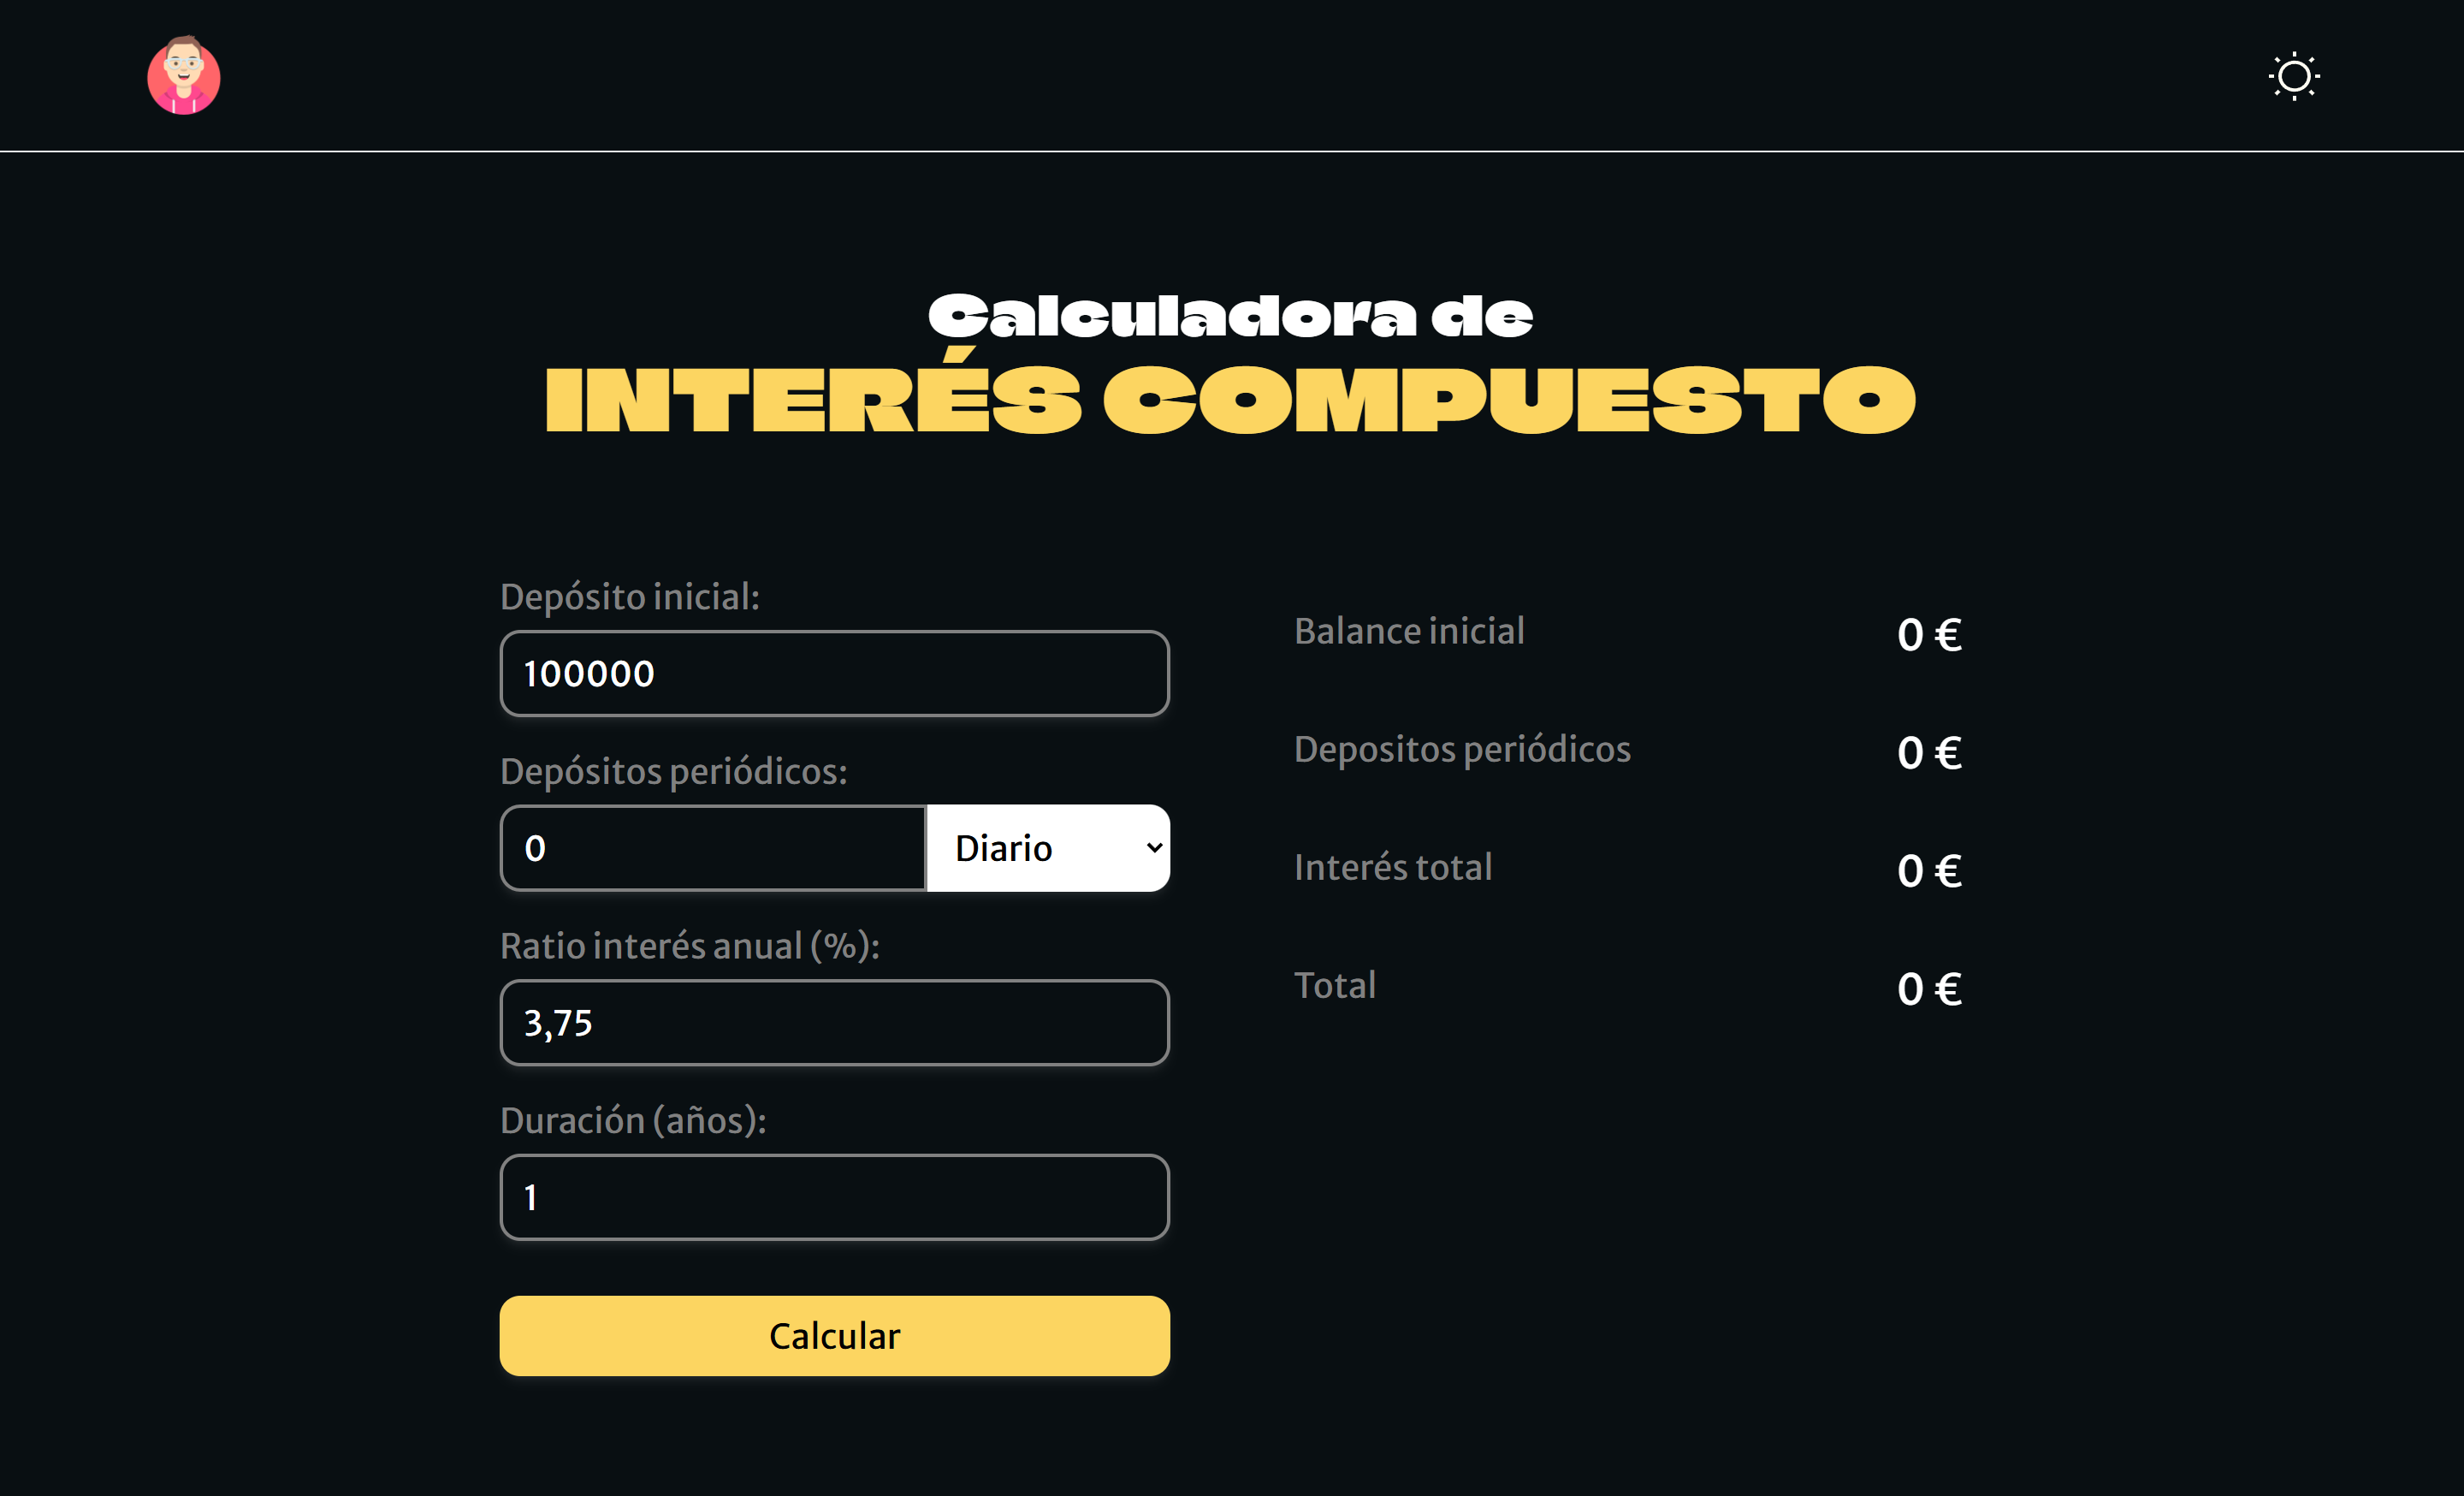 Calculadora de
INTERÉS COMPUESTO
Depósito inicial:
100000
Depósitos periódicos:
0
Diario
Ratio interés anual (%):
3,75
Duración (años):
1
Calcular
Balance inicial
0 €
Depositos periódicos
0 €
Interés total
0 €
Total
0 €